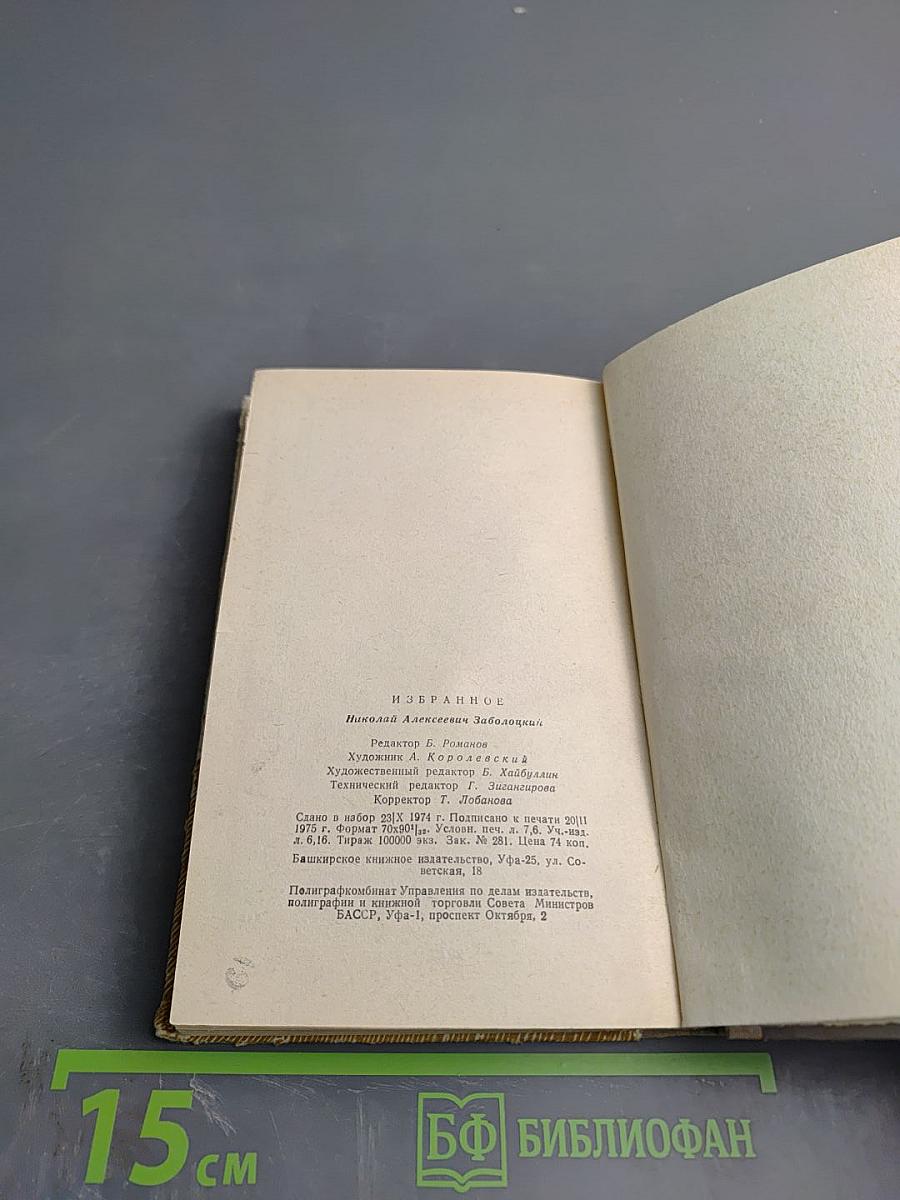 ИЗБРАННОЕ
Николай Алексеевич Заболоцкий
Редактор Б. Романов
Художник А. Королевский
Художественный редактор Б. Хайбуллин
Технический редактор Г. Зигангирова
Корректор Т. Лобанова
Сдано в набор 23|X 1974 г. Подписано к печати 20|II
1975 г. Формат 70x90¹|₃₂. Условн. печ. л. 7,6. Уч.-изд.
л. 6,16. Тираж 100000 экз. Зак. № 281. Цена 74 коп.
Башкирское книжное издательство, Уфа-25, ул. Со-
ветская, 18
Полиграфкомбинат Управления по делам издательств,
полиграфии и книжной торговли Совета Министров
БАССР, Уфа-1, проспект Октября, 2
15 см
БФ БИБЛИОФАН